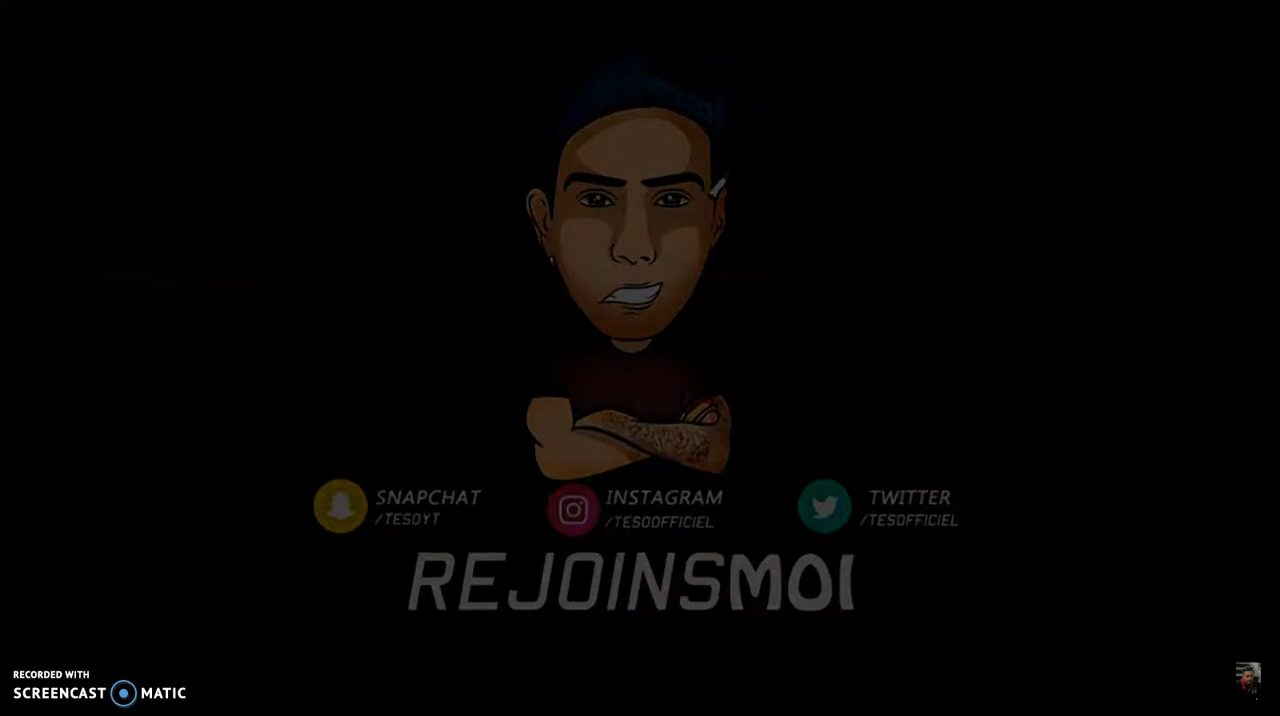 SNAPCHAT
/TESOYT
INSTAGRAM
/TESOOFFICIEL
TWITTER
/TESOFFICIEL
REJOINSMOI
RECORDED WITH
SCREENCAST MATIC